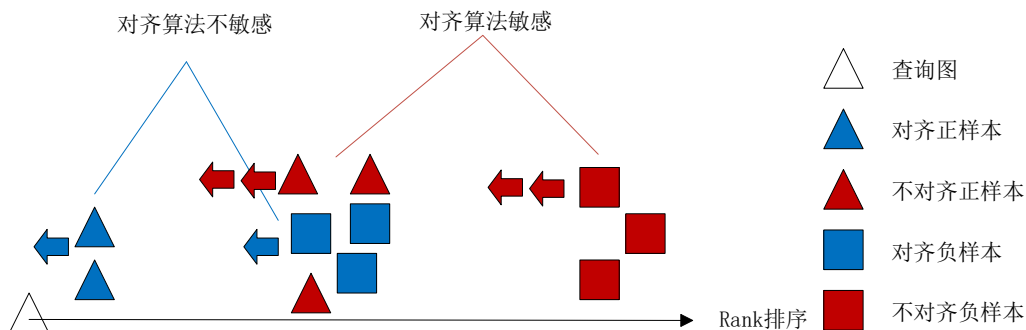 对齐算法不敏感
对齐算法敏感
查询图
对齐正样本
不对齐正样本
对齐负样本
不对齐负样本
Rank排序